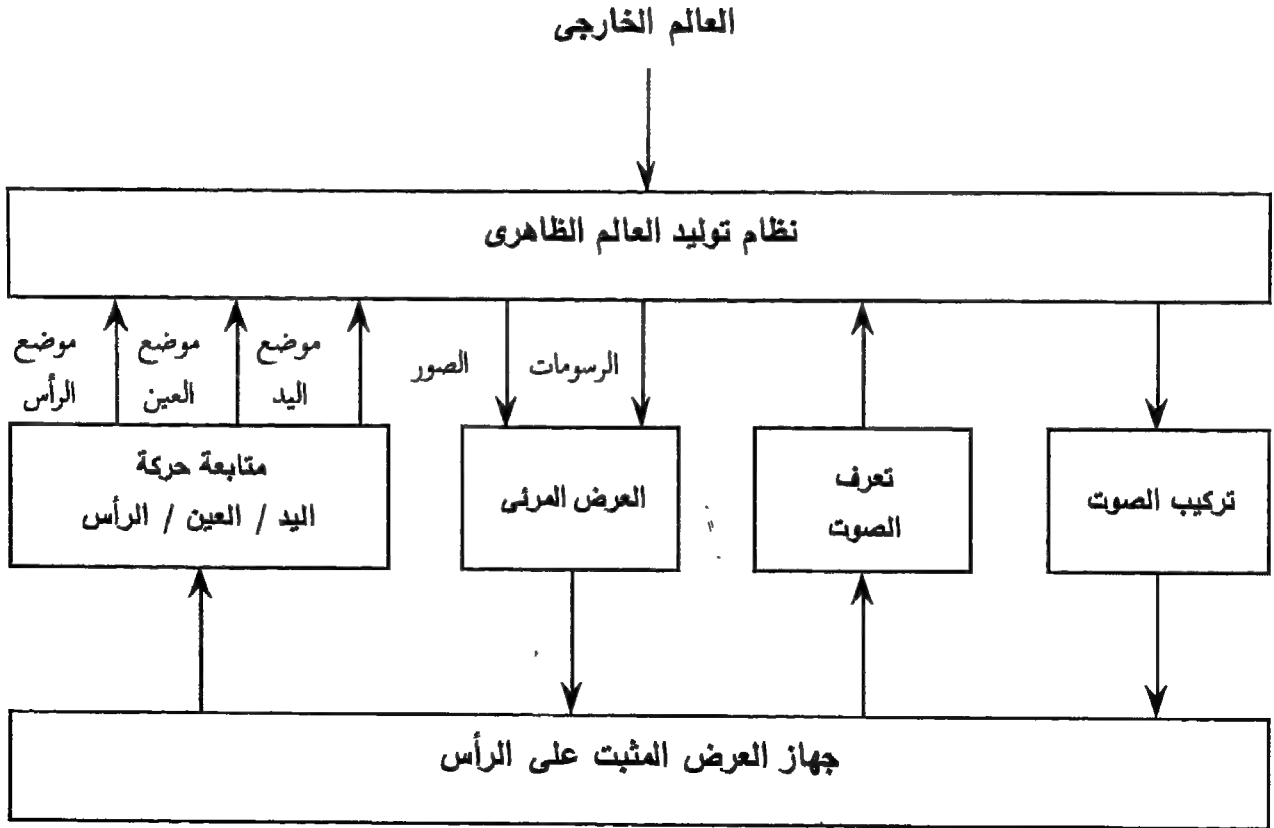 العالم الخارجى
نظام توليد العالم الظاهرى
موضع
الرأس
موضع
العين
موضع
اليد
الصور
الرسومات
متابعة حركة
اليد / العين / الرأس
العرض المرئى
تعرف
الصوت
تركيب الصوت
جهاز العرض المثبت على الرأس